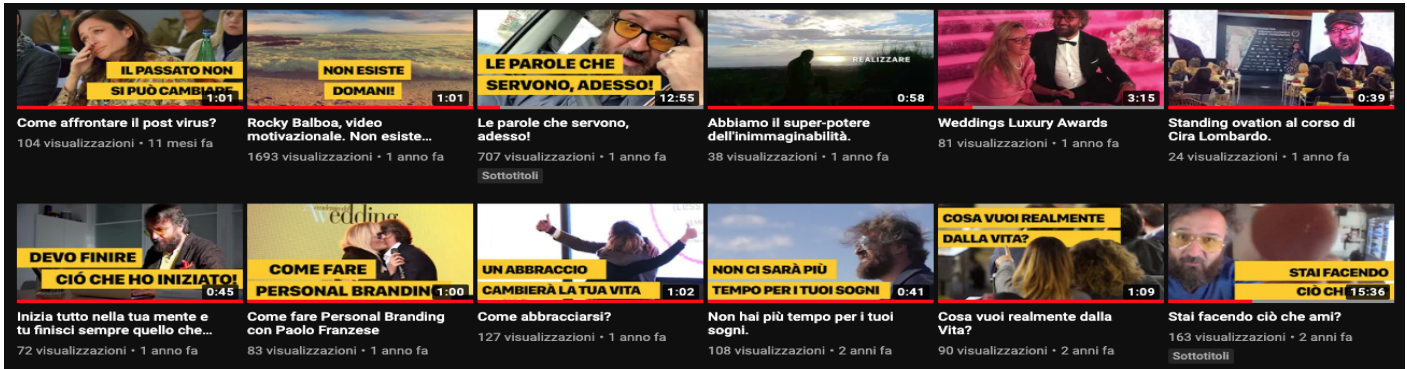 IL PASSATO NON
SI PUÒ CAMBIARE
1:01
NON ESISTE
DOMANI!
1:01
LE PAROLE CHE
SERVONO, ADESSO!
12:55
REALIZZARE
0:58
3:15
0:39
Come affrontare il post virus?
104 visualizzazioni • 11 mesi fa
Rocky Balboa, video
motivazionale. Non esiste...
1693 visualizzazioni • 1 anno fa
Le parole che servono,
adesso!
707 visualizzazioni • 1 anno fa
Sottotitoli
Abbiamo il super-potere
dell'inimmaginabilità.
38 visualizzazioni • 1 anno fa
Weddings Luxury Awards
81 visualizzazioni • 1 anno fa
Standing ovation al corso di
Cira Lombardo.
24 visualizzazioni • 1 anno fa
DEVO FINIRE
CIÓ CHE HO INIZIATO!
0:45
Wedding
COME FARE
PERSONAL BRANDING
1:00
UN ABBRACCIO
CAMBIERÀ LA TUA VITA
1:02
NON CI SARÀ PIÙ
TEMPO PER I TUOI SOGNI
0:41
COSA VUOI REALMENTE
DALLA VITA?
1:09
STAI FACENDO
CIÒ CH
15:36
Inizia tutto nella tua mente e
tu finisci sempre quello che...
72 visualizzazioni • 1 anno fa
Come fare Personal Branding
con Paolo Franzese
83 visualizzazioni • 1 anno fa
Come abbracciarsi?
127 visualizzazioni • 1 anno fa
Non hai più tempo per i tuoi
sogni.
108 visualizzazioni • 2 anni fa
Cosa vuoi realmente dalla
Vita?
90 visualizzazioni • 2 anni fa
Stai facendo ciò che ami?
163 visualizzazioni • 2 anni fa
Sottotitoli